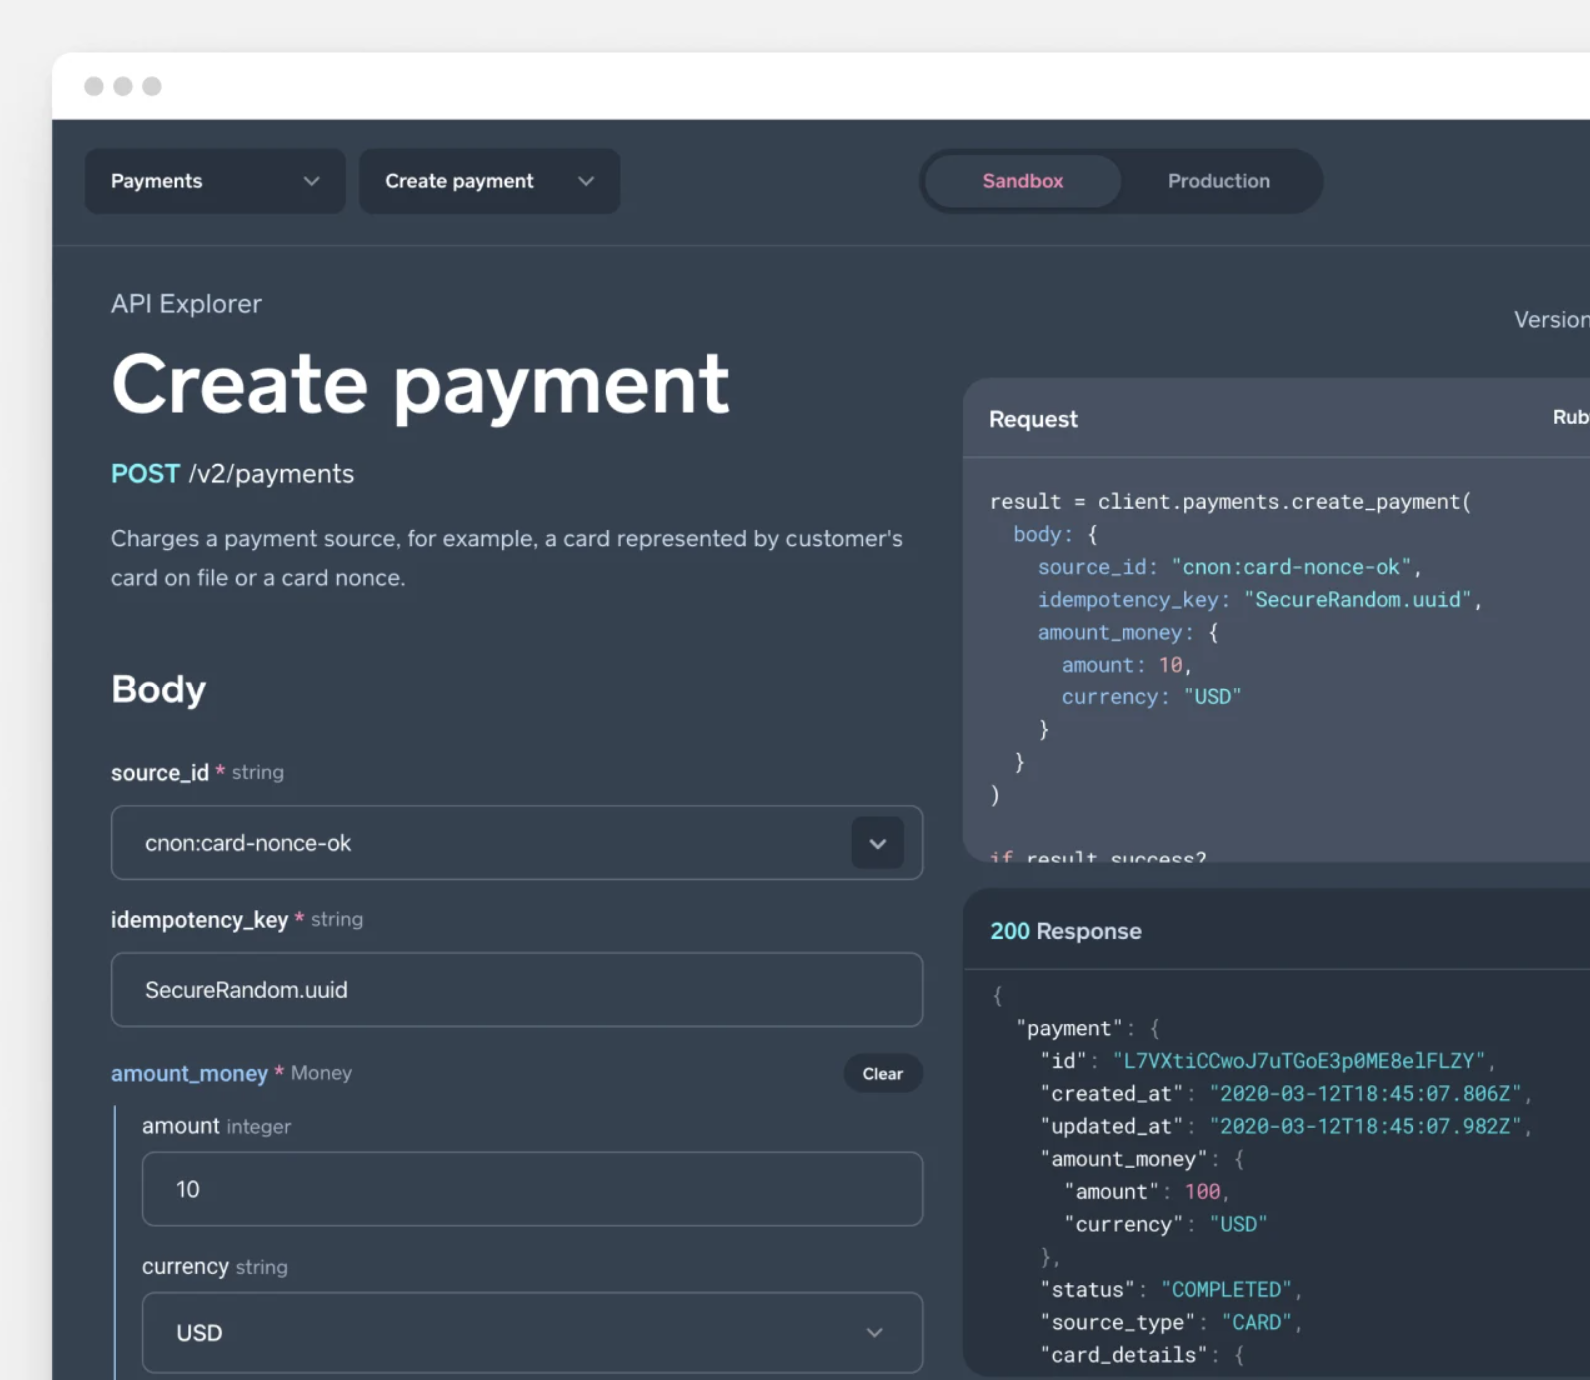 Payments
Create payment
Sandbox
Production
API Explorer
Create payment
POST /v2/payments
Charges a payment source, for example, a card represented by customer's
card on file or a card nonce.
Body
source_id * string
cnon:card-nonce-ok
idempotency_key * string
SecureRandom.uuid
amount_money * Money
Clear
amount integer
10
currency string
USD
Version
Request
Rub
result = client.payments.create_payment(
body: {
source_id: "cnon:card-nonce-ok",
idempotency_key: "SecureRandom.uuid",
amount_money: {
amount: 10,
currency: "USD"
}
}
)
if result.success?
200 Response
{
"payment": {
"id": "L7VXtiCCwoJ7uTGoE3p0ME8elFLZY",
"created_at": "2020-03-12T18:45:07.806Z",
"updated_at": "2020-03-12T18:45:07.982Z",
"amount_money": {
"amount": 100,
"currency": "USD"
},
"status": "COMPLETED",
"source_type": "CARD",
"card_details": {